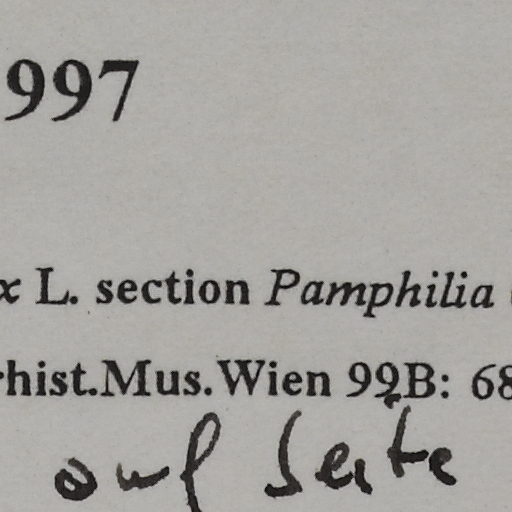 997
x L. section Pamphilia
rhist.Mus.Wien 99B: 68
auf Seite